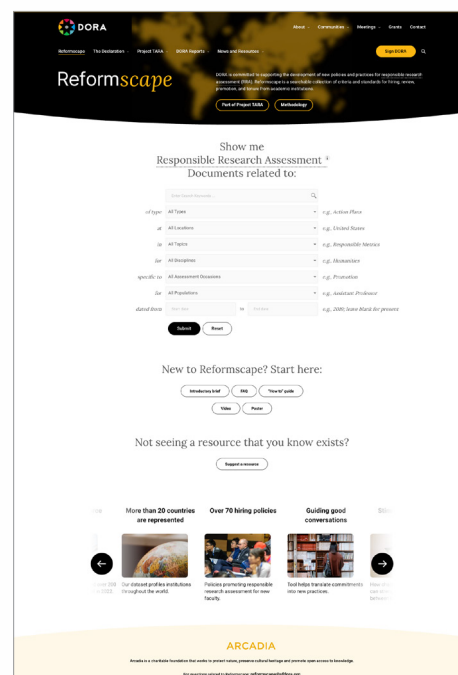 DORA
About
Communities
Meetings
Grants
Contact
Reformscape
The Declaration
Project TARA
DORA Reports
News and Resources
Sign DORA
Reformscape
DORA is committed to supporting the development of new policies and practices for responsible research
assessment (RRA). Reformscape is a searchable collection of criteria and standards for hiring, review,
promotion, and tenure from academic institutions.
Part of Project TARA
Methodology
Show me
Responsible Research Assessment
Documents related to:
of type All Types e.g., Action Plans
at All Locations e.g., United States
in All Topics e.g., Responsible Metrics
for All Disciplines e.g., Humanities
specific to All Assessment Occasions e.g., Promotion
for All Populations e.g., Assistant Professor
dated from to e.g., 2010; leave blank for present
Submit Reset
New to Reformscape? Start here:
Introductory brief FAQ "How to" guide
Video Poster
Not seeing a resource that you know exists?
Suggest a resource
More than 20 countries
are represented
Over 70 hiring policies
Guiding good
conversations
Our dataset profiles institutions
throughout the world.
Policies promoting responsible
research assessment for new
faculty.
Tool helps translate commitments
into new practices.
ARCADIA
Arcadia is a charitable foundation that works to protect nature, preserve cultural heritage and promote open access to knowledge.